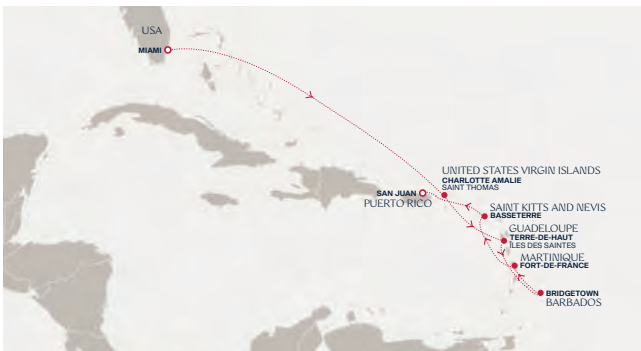 USA
MIAMI
UNITED STATES VIRGIN ISLANDS
CHARLOTTE AMALIE
SAINT THOMAS
SAN JUAN
PUERTO RICO
SAINT KITTS AND NEVIS
BASSETERRE
GUADELOUPE
TERRE-DE-HAUT
ÎLES DES SAINTES
MARTINIQUE
FORT-DE-FRANCE
BRIDGETOWN
BARBADOS